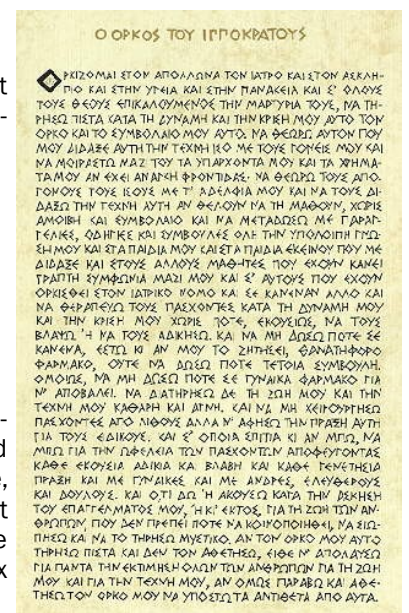 Ο ΟΡΚΟΣ ΤΟΥ ΙΠΠΟΚΡΑΤΟΥΣ
ΟΡΚΙΖΟΜΑΙ ΣΤΟΝ ΑΠΟΛΛΩΝΑ ΤΟΝ ΙΑΤΡΟ ΚΑΙ ΣΤΟΝ ΑΣΚΛΗ-
ΠΙΟ ΚΑΙ ΣΤΗΝ ΥΓΕΙΑ ΚΑΙ ΣΤΗΝ ΠΑΝΑΚΕΙΑ ΚΑΙ Σ' ΟΛΟΥΣ
ΤΟΥΣ ΘΕΟΥΣ ΕΠΙΚΑΛΟΥΜΕΝΟΣ ΤΗΝ ΜΑΡΤΥΡΙΑ ΤΟΥΣ, ΝΑ ΤΗ-
ΡΗΣΩ ΠΙΣΤΑ ΚΑΤΑ ΤΗ ΔΥΝΑΜΗ ΚΑΙ ΤΗΝ ΚΡΙΣΗ ΜΟΥ ΑΥΤΟ ΤΟΝ
ΟΡΚΟ ΚΑΙ ΤΟ ΣΥΜΒΟΛΑΙΟ ΜΟΥ ΑΥΤΟ. ΝΑ ΘΕΩΡΩ ΑΥΤΟΝ ΠΟΥ
ΜΟΥ ΔΙΔΑΞΕ ΑΥΤΗ ΤΗΝ ΤΕΧΝΗ ΙΣΟ ΜΕ ΤΟΥΣ ΓΟΝΕΙΣ ΜΟΥ ΚΑΙ
ΝΑ ΜΟΙΡΑΣΤΩ ΜΑΖΙ ΤΟΥ ΤΑ ΥΠΑΡΧΟΝΤΑ ΜΟΥ ΚΑΙ ΤΑ ΧΡΗΜΑ-
ΤΑ ΜΟΥ ΑΝ ΕΧΕΙ ΑΝΑΓΚΗ ΦΡΟΝΤΙΔΑΣ. ΝΑ ΘΕΩΡΩ ΤΟΥΣ ΑΠΟ-
ΓΟΝΟΥΣ ΤΟΥΣ ΙΣΟΥΣ ΜΕ Τ' ΑΔΕΛΦΙΑ ΜΟΥ ΚΑΙ ΝΑ ΤΟΥΣ ΔΙ-
ΔΑΞΩ ΤΗΝ ΤΕΧΝΗ ΑΥΤΗ ΑΝ ΘΕΛΟΥΝ ΝΑ ΤΗ ΜΑΘΟΥΝ, ΧΩΡΙΣ
ΑΜΟΙΒΗ ΚΑΙ ΣΥΜΒΟΛΑΙΟ ΚΑΙ ΝΑ ΜΕΤΑΔΩΣΩ ΜΕ ΠΑΡΑΓ-
ΓΕΛΙΕΣ, ΟΔΗΓΙΕΣ ΚΑΙ ΣΥΜΒΟΥΛΕΣ ΟΛΗ ΤΗΝ ΥΠΟΛΟΙΠΗ ΓΝΩ-
ΣΗ ΜΟΥ ΚΑΙ ΣΤΑ ΠΑΙΔΙΑ ΜΟΥ ΚΑΙ ΣΤΑ ΠΑΙΔΙΑ ΕΚΕΙΝΟΥ ΠΟΥ ΜΕ
ΔΙΔΑΞΕ ΚΑΙ ΣΤΟΥΣ ΑΛΛΟΥΣ ΜΑΘΗΤΕΣ ΠΟΥ ΕΧΟΥΝ ΚΑΝΕΙ
ΓΡΑΠΤΗ ΣΥΜΦΩΝΙΑ ΜΑΖΙ ΜΟΥ ΚΑΙ Σ' ΑΥΤΟΥΣ ΠΟΥ ΕΧΟΥΝ
ΟΡΚΙΣΘΕΙ ΣΤΟΝ ΙΑΤΡΙΚΟ ΝΟΜΟ ΚΑΙ ΣΕ ΚΑΝΕΝΑΝ ΑΛΛΟ ΚΑΙ
ΝΑ ΘΕΡΑΠΕΥΩ ΤΟΥΣ ΠΑΣΧΟΝΤΕΣ ΚΑΤΑ ΤΗ ΔΥΝΑΜΗ ΜΟΥ
ΚΑΙ ΤΗΝ ΚΡΙΣΗ ΜΟΥ ΧΩΡΙΣ ΠΟΤΕ, ΕΚΟΥΣΙΩΣ, ΝΑ ΤΟΥΣ
ΒΛΑΨΩ Ή ΝΑ ΤΟΥΣ ΑΔΙΚΗΣΩ. ΚΑΙ ΝΑ ΜΗ ΔΩΣΩ ΠΟΤΕ ΣΕ
ΚΑΝΕΝΑ, ΕΣΤΩ ΚΙ ΑΝ ΜΟΥ ΤΟ ΖΗΤΗΣΕΙ, ΘΑΝΑΤΗΦΟΡΟ
ΦΑΡΜΑΚΟ, ΟΥΤΕ ΝΑ ΔΩΣΩ ΠΟΤΕ ΤΕΤΟΙΑ ΣΥΜΒΟΥΛΗ.
ΟΜΟΙΩΣ, ΝΑ ΜΗ ΔΩΣΩ ΠΟΤΕ ΣΕ ΓΥΝΑΙΚΑ ΦΑΡΜΑΚΟ ΓΙΑ
Ν' ΑΠΟΒΑΛΕΙ. ΝΑ ΔΙΑΤΗΡΗΣΩ ΔΕ ΤΗ ΖΩΗ ΜΟΥ ΚΑΙ ΤΗΝ
ΤΕΧΝΗ ΜΟΥ ΚΑΘΑΡΗ ΚΑΙ ΑΓΝΗ. ΚΑΙ ΝΑ ΜΗ ΧΕΙΡΟΥΡΓΗΣΩ
ΠΑΣΧΟΝΤΕΣ ΑΠΟ ΛΙΘΟΥΣ ΑΛΛΑ Ν' ΑΦΗΣΩ ΤΗΝ ΠΡΑΞΗ ΑΥΤΗ
ΓΙΑ ΤΟΥΣ ΕΙΔΙΚΟΥΣ. ΚΑΙ Σ' ΟΠΟΙΑ ΣΠΙΤΙΑ ΚΙ ΑΝ ΜΠΩ, ΝΑ
ΜΠΩ ΓΙΑ ΤΗΝ ΩΦΕΛΕΙΑ ΤΩΝ ΠΑΣΧΟΝΤΩΝ ΑΠΟΦΕΥΓΟΝΤΑΣ
ΚΑΘΕ ΕΚΟΥΣΙΑ ΑΔΙΚΙΑ ΚΑΙ ΒΛΑΒΗ ΚΑΙ ΚΑΘΕ ΓΕΝΕΤΗΣΙΑ
ΠΡΑΞΗ ΚΑΙ ΜΕ ΓΥΝΑΙΚΕΣ ΚΑΙ ΜΕ ΑΝΔΡΕΣ, ΕΛΕΥΘΕΡΟΥΣ
ΚΑΙ ΔΟΥΛΟΥΣ. ΚΑΙ Ο,ΤΙ ΔΩ Ή ΑΚΟΥΣΩ ΚΑΤΑ ΤΗΝ ΑΣΚΗΣΗ
ΤΟΥ ΕΠΑΓΓΕΛΜΑΤΟΣ ΜΟΥ, Ή ΚΙ ΕΚΤΟΣ, ΓΙΑ ΤΗ ΖΩΗ ΤΩΝ ΑΝ-
ΘΡΩΠΩΝ, ΠΟΥ ΔΕΝ ΠΡΕΠΕΙ ΠΟΤΕ ΝΑ ΚΟΙΝΟΠΟΙΗΘΕΙ, ΝΑ ΣΙΩ-
ΠΗΣΩ ΚΑΙ ΝΑ ΤΟ ΤΗΡΗΣΩ ΜΥΣΤΙΚΟ. ΑΝ ΤΟΝ ΟΡΚΟ ΜΟΥ ΑΥΤΟ
ΤΗΡΗΣΩ ΠΙΣΤΑ ΚΑΙ ΔΕΝ ΤΟΝ ΑΘΕΤΗΣΩ, ΕΙΘΕ Ν' ΑΠΟΛΑΥΣΩ
ΓΙΑ ΠΑΝΤΑ ΤΗΝ ΕΚΤΙΜΗΣΗ ΟΛΩΝ ΤΩΝ ΑΝΘΡΩΠΩΝ ΓΙΑ ΤΗ ΖΩΗ
ΜΟΥ ΚΑΙ ΓΙΑ ΤΗΝ ΤΕΧΝΗ ΜΟΥ, ΑΝ ΟΜΩΣ ΠΑΡΑΒΩ ΚΑΙ ΑΘΕ-
ΤΗΣΩ ΤΟΝ ΟΡΚΟ ΜΟΥ ΝΑ ΥΠΟΣΤΩ ΤΑ ΑΝΤΙΘΕΤΑ ΑΠΟ ΑΥΤΑ.